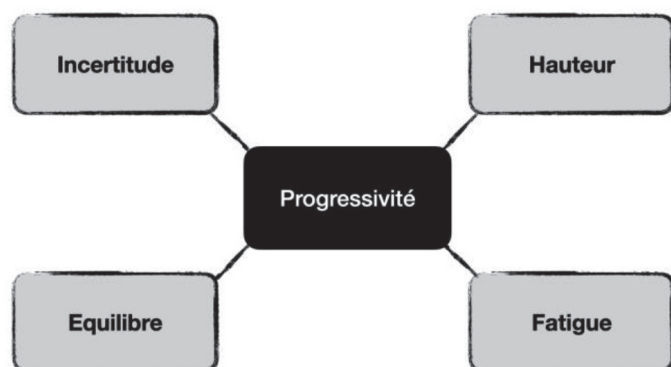 Incertitude
Hauteur
Progressivité
Equilibre
Fatigue